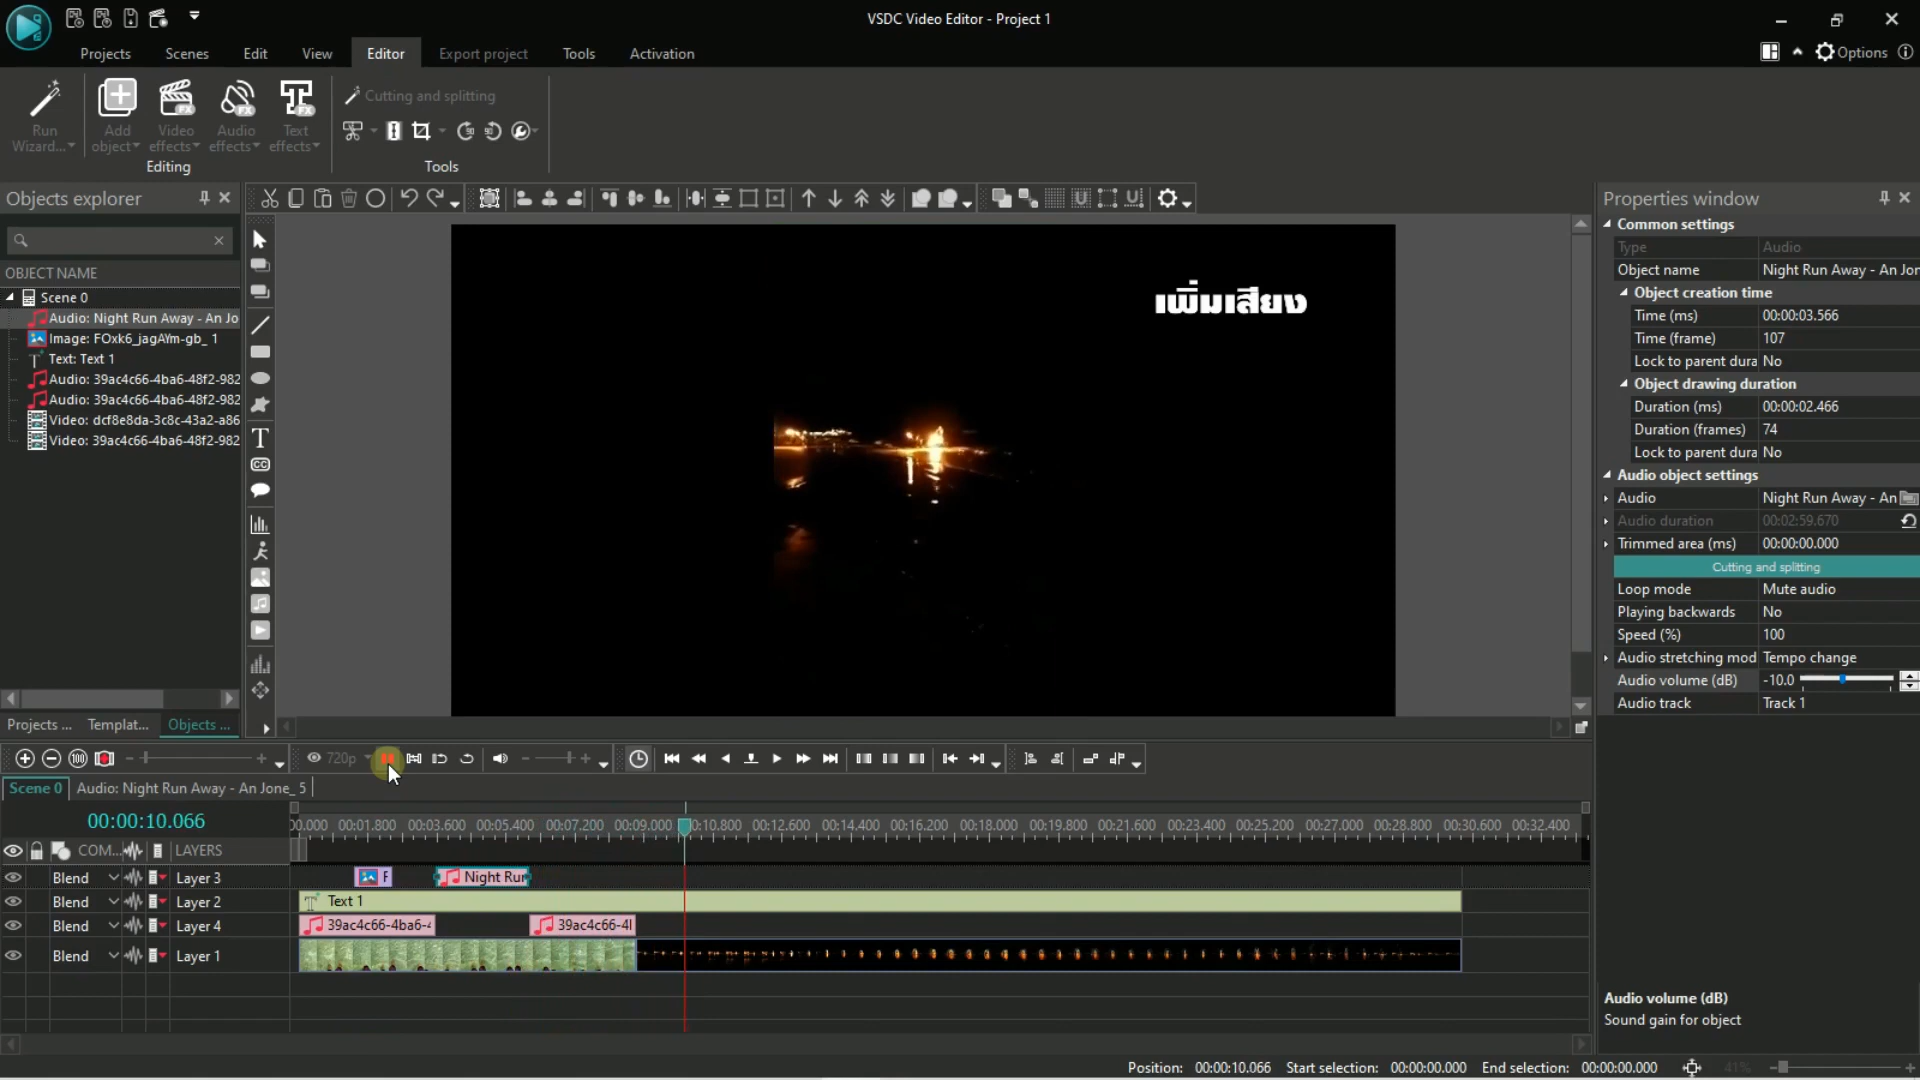 VSDC Video Editor - Project 1
Projects
Scenes
Edit
View
Editor
Export project
Tools
Activation
Options
Run
Wizard...
Add
object
Video
effects
Audio
effects
Text
effects
Editing
Cutting and splitting
Tools
Objects explorer
OBJECT NAME
Scene 0
Audio: Night Run Away - An Jo
Image: FOxk6_jagAYm-gb_ 1
Text: Text 1
Audio: 39ac4c66-4ba6-48f2-982
Audio: 39ac4c66-4ba6-48f2-982
Video: dcf8e8da-3c8c-43a2-a86
Video: 39ac4c66-4ba6-48f2-982
Projects ...
Templat...
Objects ...
เพิ่มเสียง
Properties window
Common settings
Type Audio
Object name Night Run Away - An Jor
Object creation time
Time (ms) 00:00:03.566
Time (frame) 107
Lock to parent dura No
Object drawing duration
Duration (ms) 00:00:02.466
Duration (frames) 74
Lock to parent dura No
Audio object settings
Audio Night Run Away - An
Audio duration 00:02:59.670
Trimmed area (ms) 00:00:00.000
Cutting and splitting
Loop mode Mute audio
Playing backwards No
Speed (%) 100
Audio stretching mod Tempo change
Audio volume (dB) -10.0
Audio track Track 1
720p
Scene 0
Audio: Night Run Away - An Jone_ 5
00:00:10.066
00.000 00:01.800 00:03.600 00:05.400 00:07.200 00:09.000 0:10.800 00:12.600 00:14.400 00:16.200 00:18.000 00:19.800 00:21.600 00:23.400 00:25.200 00:27.000 00:28.800 00:30.600 00:32.400
COM... LAYERS
Blend Layer 3
F
Night Run
Blend Layer 2
Text 1
Blend Layer 4
39ac4c66-4ba6-4
39ac4c66-4l
Blend Layer 1
Audio volume (dB)
Sound gain for object
Position: 00:00:10.066 Start selection: 00:00:00.000 End selection: 00:00:00.000 41%